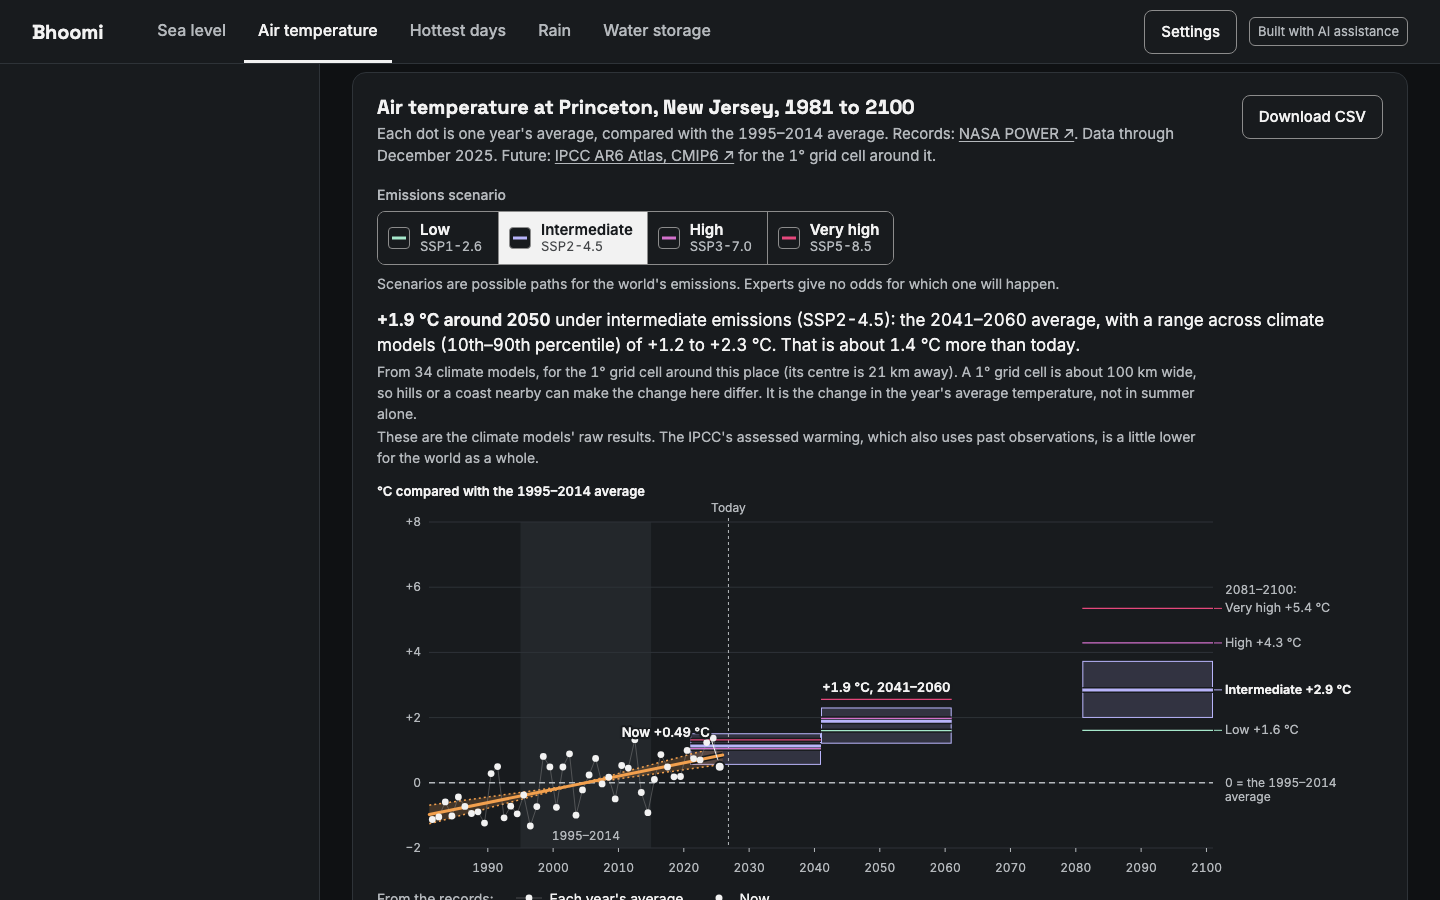 Bhoomi
Sea level
Air temperature
Hottest days
Rain
Water storage
Settings
Built with AI assistance
Air temperature at Princeton, New Jersey, 1981 to 2100
Download CSV
Each dot is one year's average, compared with the 1995–2014 average. Records: NASA POWER ↗. Data through
December 2025. Future: IPCC AR6 Atlas, CMIP6 ↗ for the 1° grid cell around it.
Emissions scenario
Low
SSP1-2.6
Intermediate
SSP2-4.5
High
SSP3-7.0
Very high
SSP5-8.5
Scenarios are possible paths for the world's emissions. Experts give no odds for which one will happen.
+1.9 °C around 2050 under intermediate emissions (SSP2-4.5): the 2041–2060 average, with a range across climate
models (10th–90th percentile) of +1.2 to +2.3 °C. That is about 1.4 °C more than today.
From 34 climate models, for the 1° grid cell around this place (its centre is 21 km away). A 1° grid cell is about 100 km wide,
so hills or a coast nearby can make the change here differ. It is the change in the year's average temperature, not in summer
alone.
These are the climate models' raw results. The IPCC's assessed warming, which also uses past observations, is a little lower
for the world as a whole.
°C compared with the 1995–2014 average
Today
+8
+6
+4
+2
0
−2
2081–2100:
Very high +5.4 °C
High +4.3 °C
Intermediate +2.9 °C
Low +1.6 °C
+1.9 °C, 2041–2060
Now +0.49 °C
0 = the 1995–2014
average
1995–2014
1990
2000
2010
2020
2030
2040
2050
2060
2070
2080
2090
2100
From the records:
Each year's average
Now